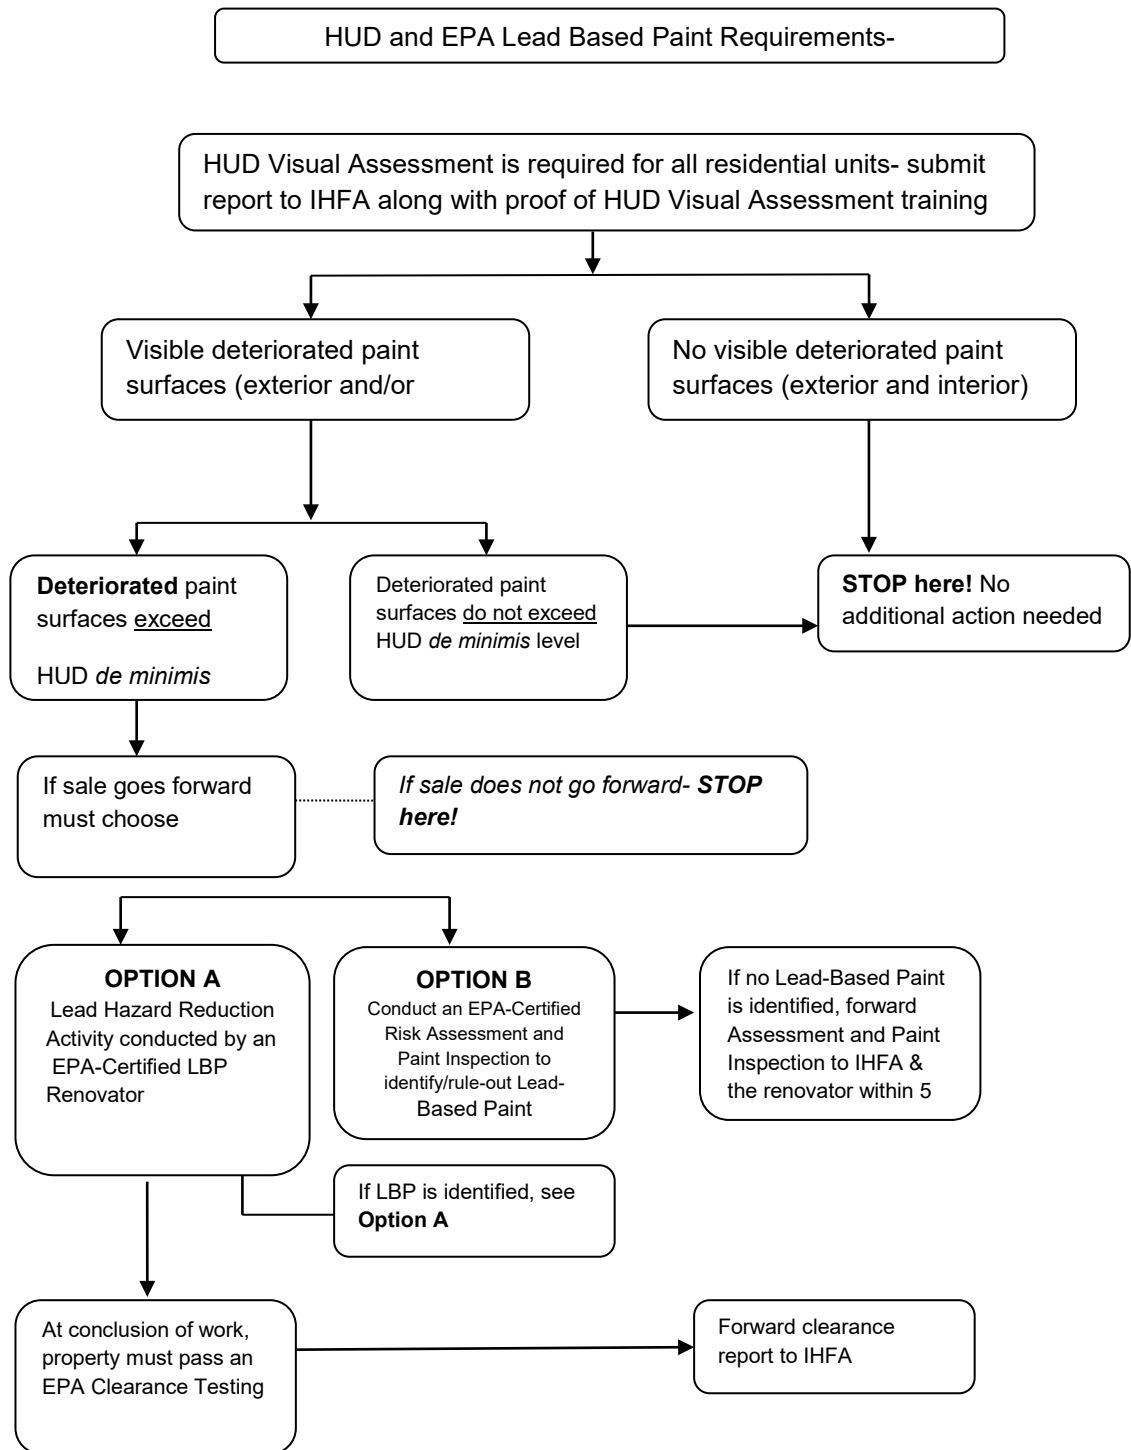 HUD and EPA Lead Based Paint Requirements-
HUD Visual Assessment is required for all residential units- submit
report to IHFA along with proof of HUD Visual Assessment training
Visible deteriorated paint
surfaces (exterior and/or
No visible deteriorated paint
surfaces (exterior and interior)
Deteriorated paint
surfaces exceed
HUD de minimis
Deteriorated paint
surfaces do not exceed
HUD de minimis level
STOP here! No
additional action needed
If sale goes forward
must choose
If sale does not go forward- STOP
here!
OPTION A
Lead Hazard Reduction
Activity conducted by an
EPA-Certified LBP
Renovator
OPTION B
Conduct an EPA-Certified
Risk Assessment and
Paint Inspection to
identify/rule-out Lead-
Based Paint
If no Lead-Based Paint
is identified, forward
Assessment and Paint
Inspection to IHFA &
the renovator within 5
If LBP is identified, see
Option A
At conclusion of work,
property must pass an
EPA Clearance Testing
Forward clearance
report to IHFA